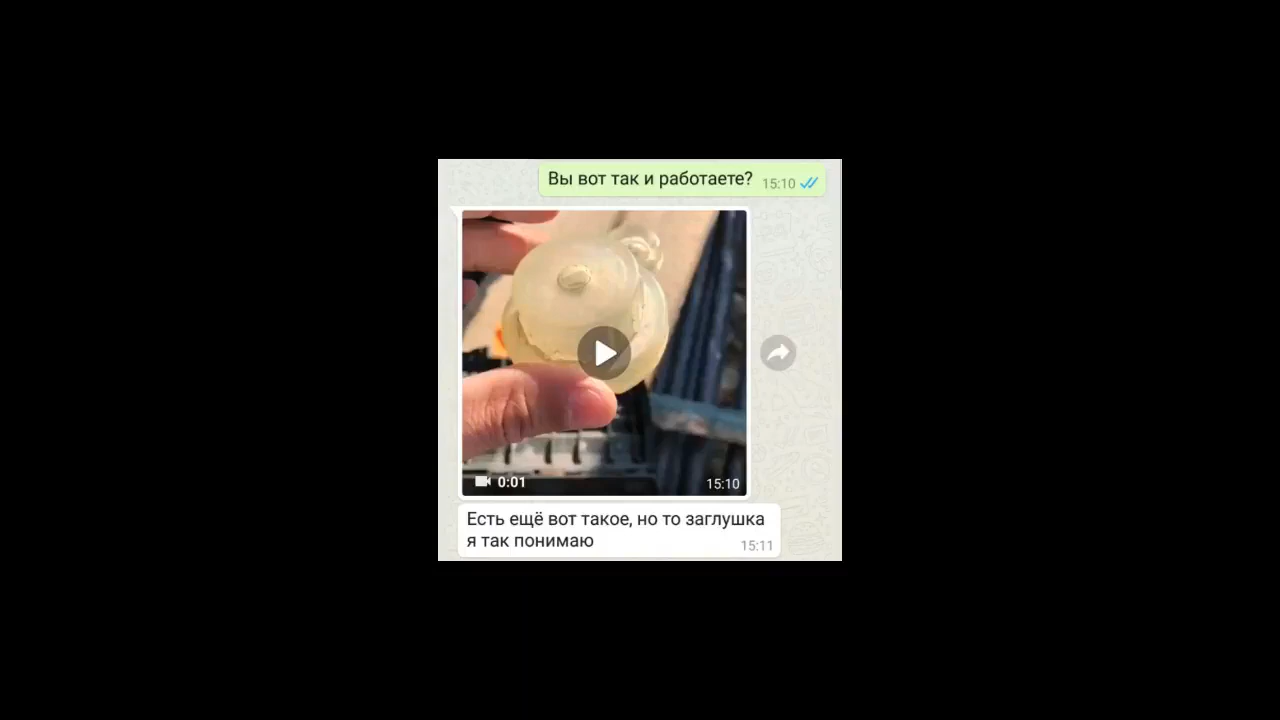 Вы вот так и работаете? 15:10
0:01 15:10
Есть ещё вот такое, но то заглушка
я так понимаю 15:11